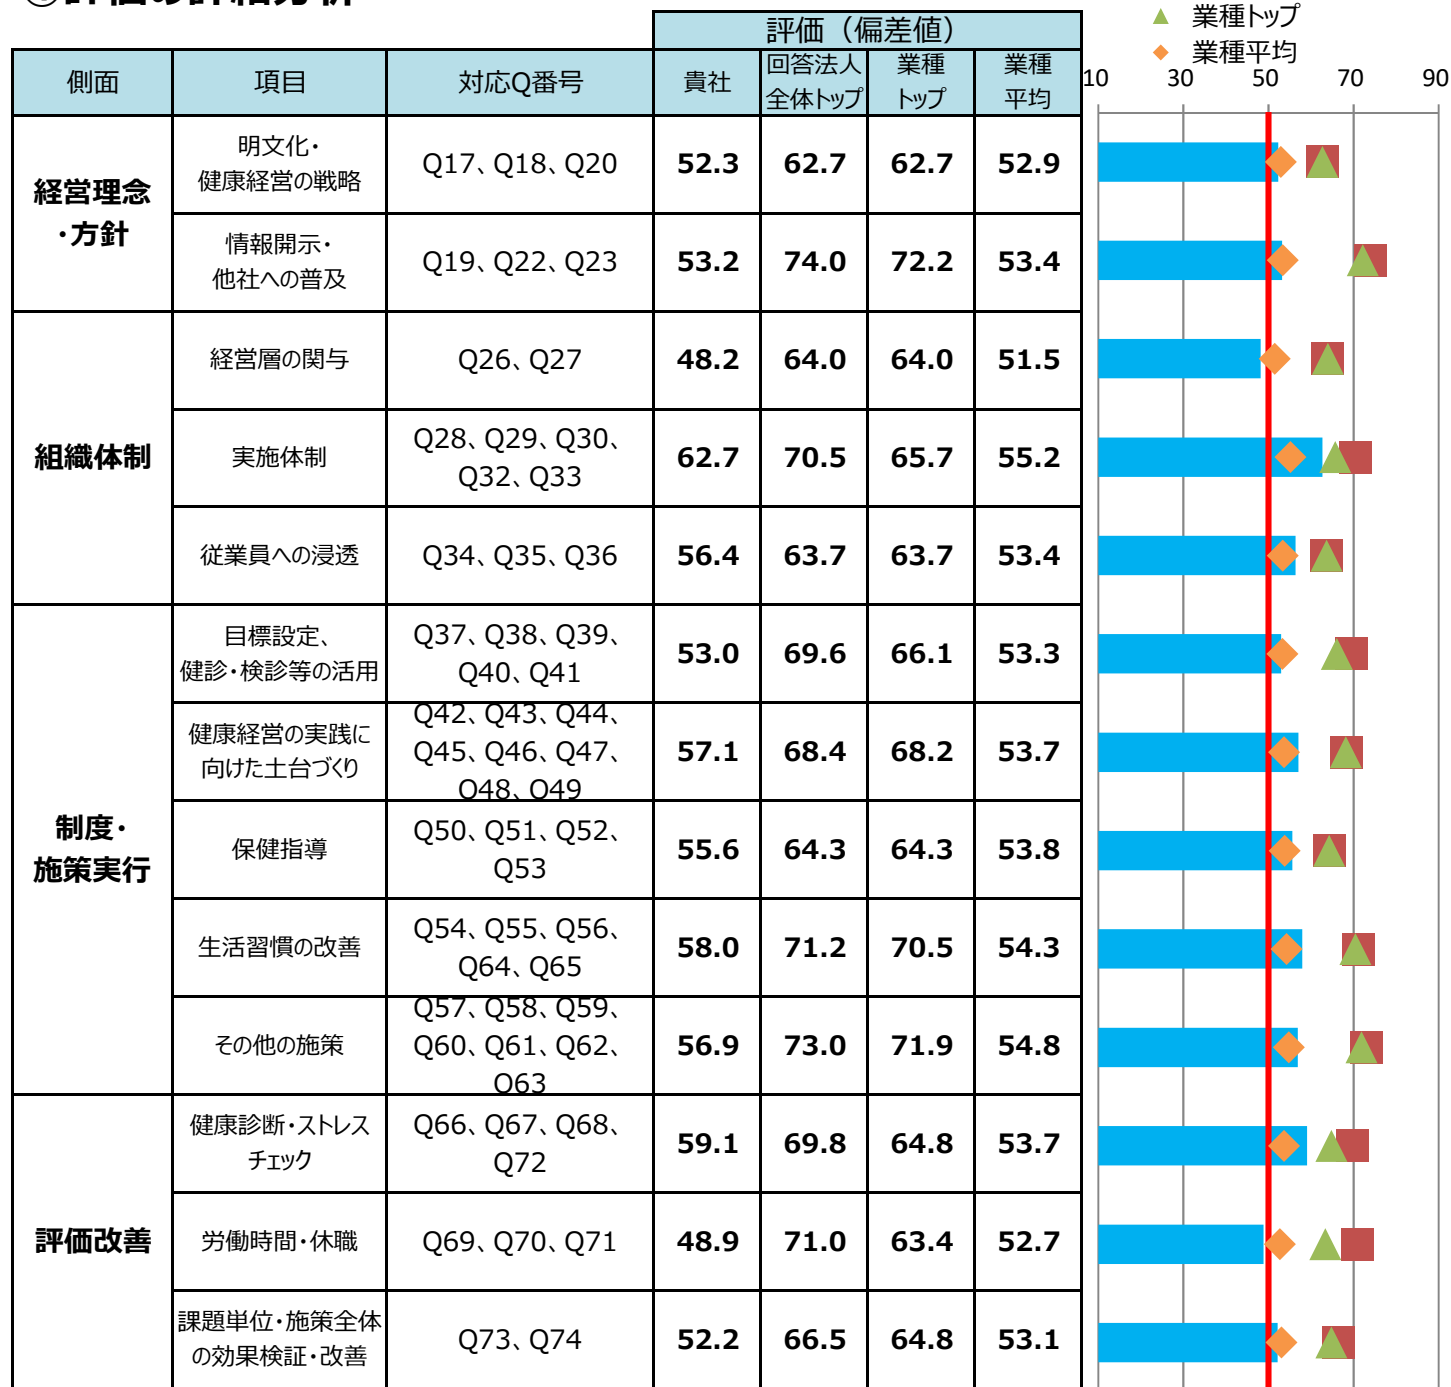 ①評価の詳細分析
▲ 業種トップ
◆ 業種平均
評価（偏差値）
側面 項目 対応Q番号 貴社 回答法人 業種 業種
全体トップ トップ 平均
10 30 50 70 90
経営理念
・方針
明文化・
健康経営の戦略
Q17、Q18、Q20 52.3 62.7 62.7 52.9
情報開示・
他社への普及
Q19、Q22、Q23 53.2 74.0 72.2 53.4
組織体制
経営層の関与 Q26、Q27 48.2 64.0 64.0 51.5
実施体制
Q28、Q29、Q30、
Q32、Q33
62.7 70.5 65.7 55.2
従業員への浸透 Q34、Q35、Q36 56.4 63.7 63.7 53.4
制度・
施策実行
目標設定、
健診・検診等の活用
Q37、Q38、Q39、
Q40、Q41
53.0 69.6 66.1 53.3
健康経営の実践に
向けた土台づくり
Q42、Q43、Q44、
Q45、Q46、Q47、
Q48、Q49
57.1 68.4 68.2 53.7
保健指導
Q50、Q51、Q52、
Q53
55.6 64.3 64.3 53.8
生活習慣の改善
Q54、Q55、Q56、
Q64、Q65
58.0 71.2 70.5 54.3
その他の施策
Q57、Q58、Q59、
Q60、Q61、Q62、
Q63
56.9 73.0 71.9 54.8
評価改善
健康診断・ストレス
チェック
Q66、Q67、Q68、
Q72
59.1 69.8 64.8 53.7
労働時間・休職 Q69、Q70、Q71 48.9 71.0 63.4 52.7
課題単位・施策全体
の効果検証・改善
Q73、Q74 52.2 66.5 64.8 53.1